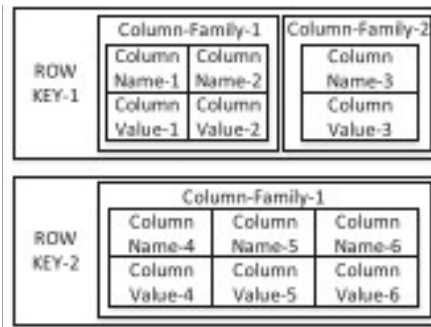 Column-Family-1 Column-Family-2
ROW KEY-1
Column Name-1 Column Name-2 Column Name-3
Column Value-1 Column Value-2 Column Value-3
Column-Family-1
ROW KEY-2
Column Name-4 Column Name-5 Column Name-6
Column Value-4 Column Value-5 Column Value-6